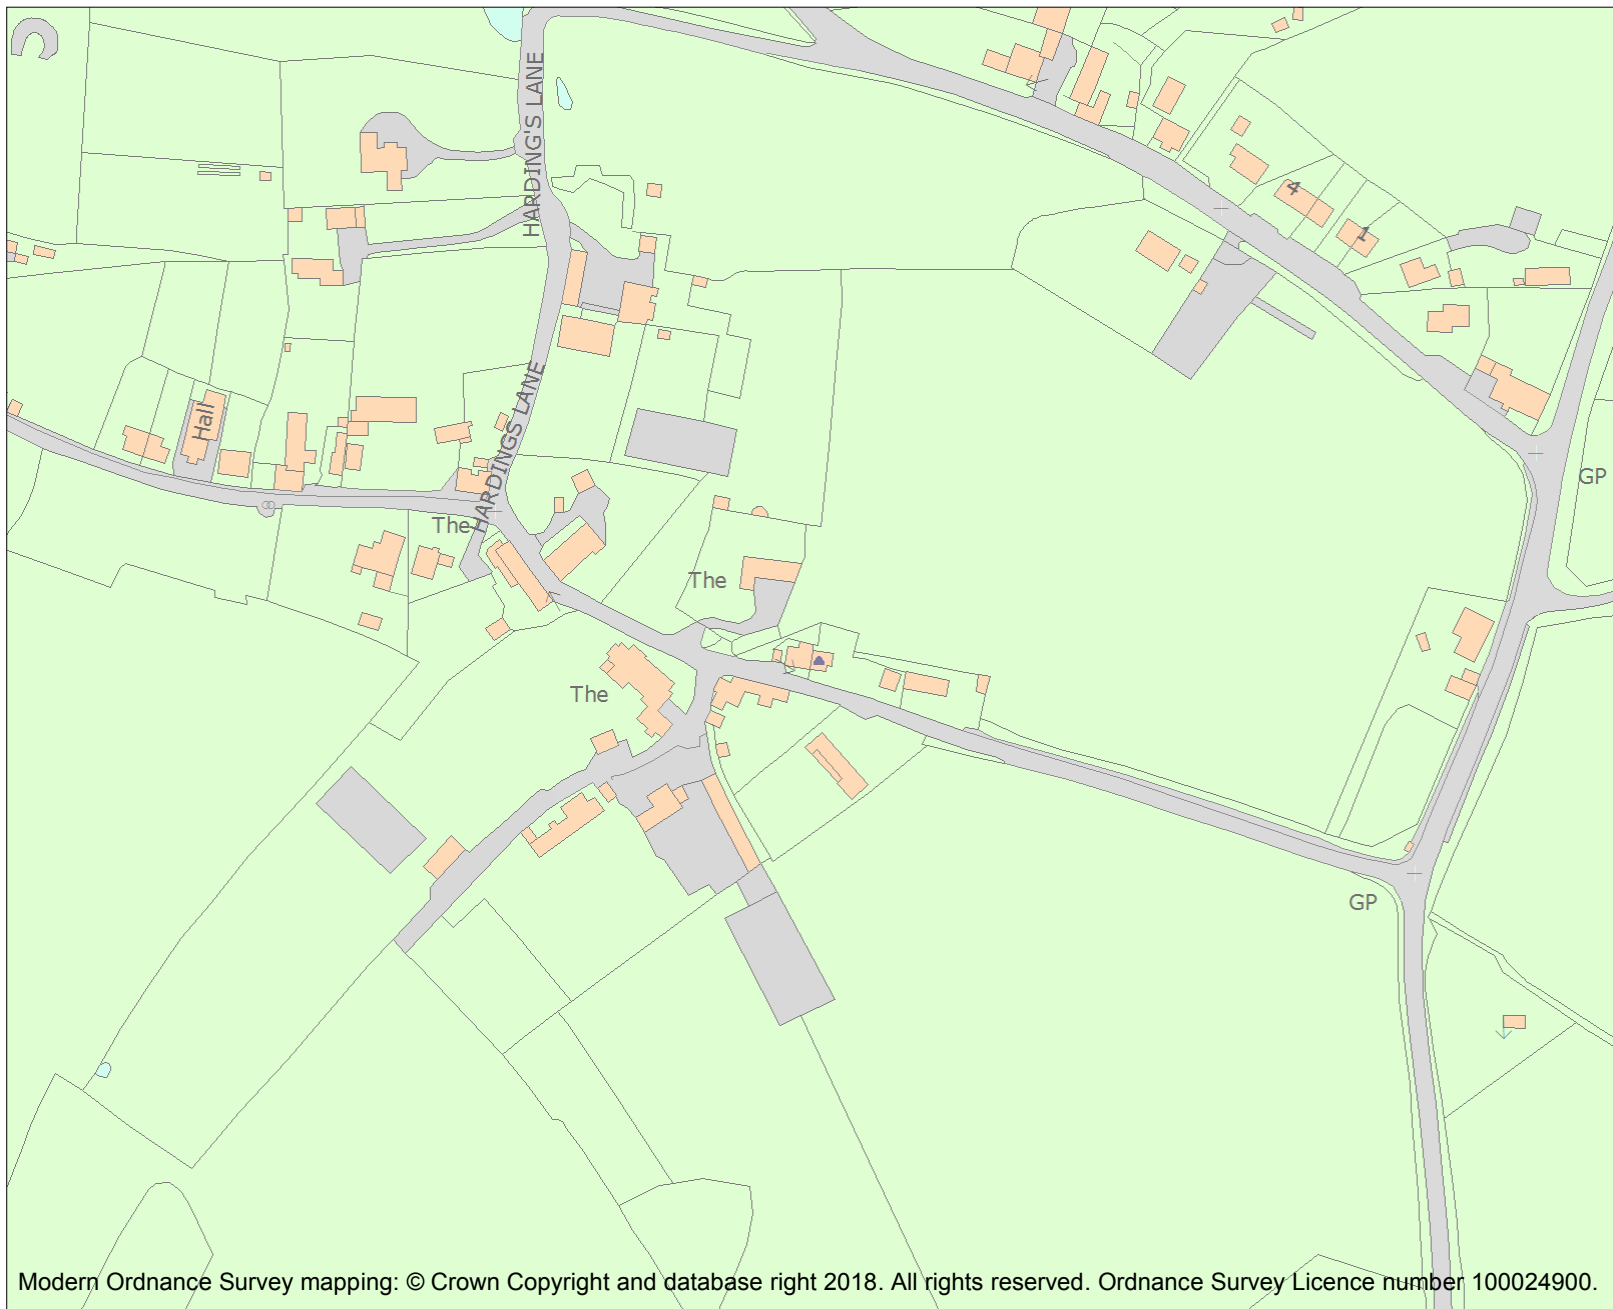 HARDING'S LANE
4
1
HARDINGS LANE
Hall
GP
The
The
The
GP
Modern Ordnance Survey mapping: © Crown Copyright and database right 2018. All rights reserved. Ordnance Survey Licence number 100024900.